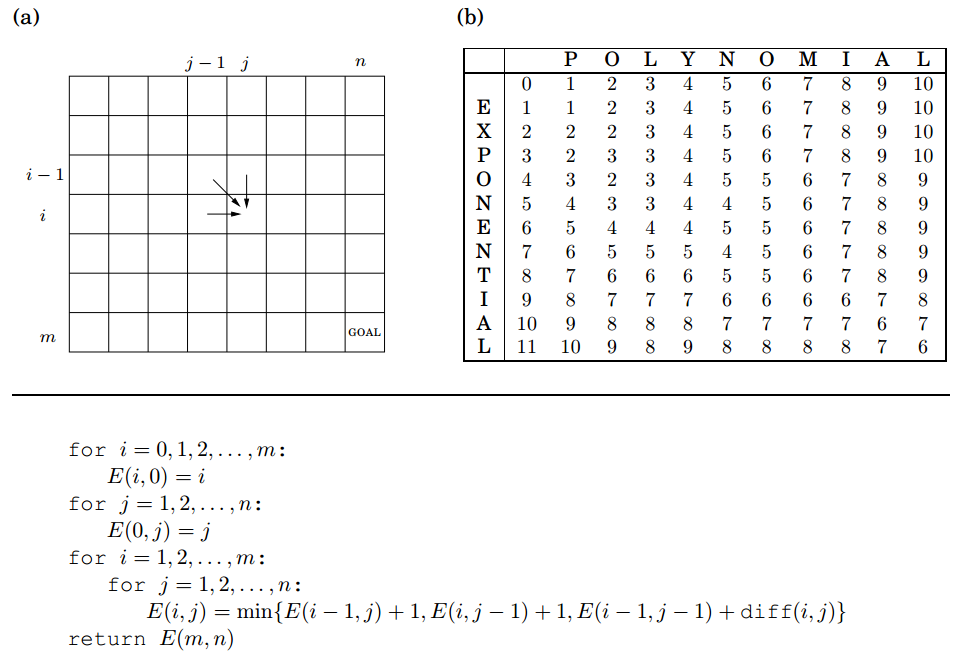 (a)
j − 1 j n
i − 1
i
m GOAL
(b)
P O L Y N O M I A L
0 1 2 3 4 5 6 7 8 9 10
E 1 1 2 3 4 5 6 7 8 9 10
X 2 2 2 3 4 5 6 7 8 9 10
P 3 2 3 3 4 5 6 7 8 9 10
O 4 3 2 3 4 5 5 6 7 8 9
N 5 4 3 3 4 4 5 6 7 8 9
E 6 5 4 4 4 5 5 6 7 8 9
N 7 6 5 5 5 4 5 6 7 8 9
T 8 7 6 6 6 5 5 6 7 8 9
I 9 8 7 7 7 6 6 6 6 7 8
A 10 9 8 8 8 7 7 7 7 6 7
L 11 10 9 8 9 8 8 8 8 7 6
for i = 0, 1, 2, . . . , m:
E(i, 0) = i
for j = 1, 2, . . . , n:
E(0, j) = j
for i = 1, 2, . . . , m:
for j = 1, 2, . . . , n:
E(i, j) = min{E(i − 1, j) + 1, E(i, j − 1) + 1, E(i − 1, j − 1) + diff(i, j)}
return E(m, n)